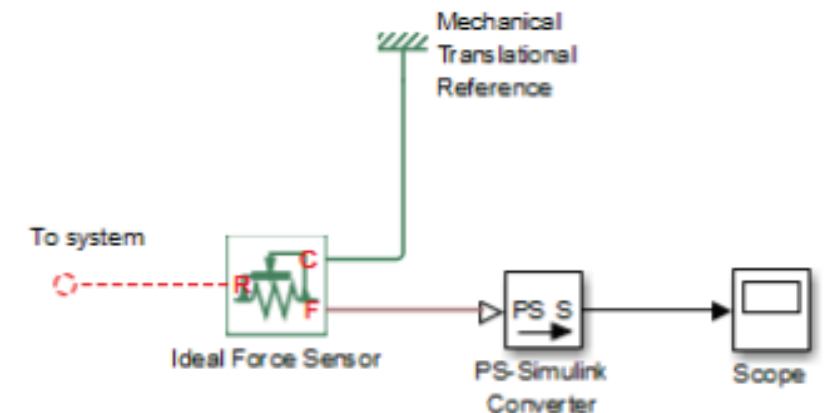 Mechanical
Translational
Reference
To system
C
R
F
Ideal Force Sensor
PS S
PS-Simulink
Converter
Scope